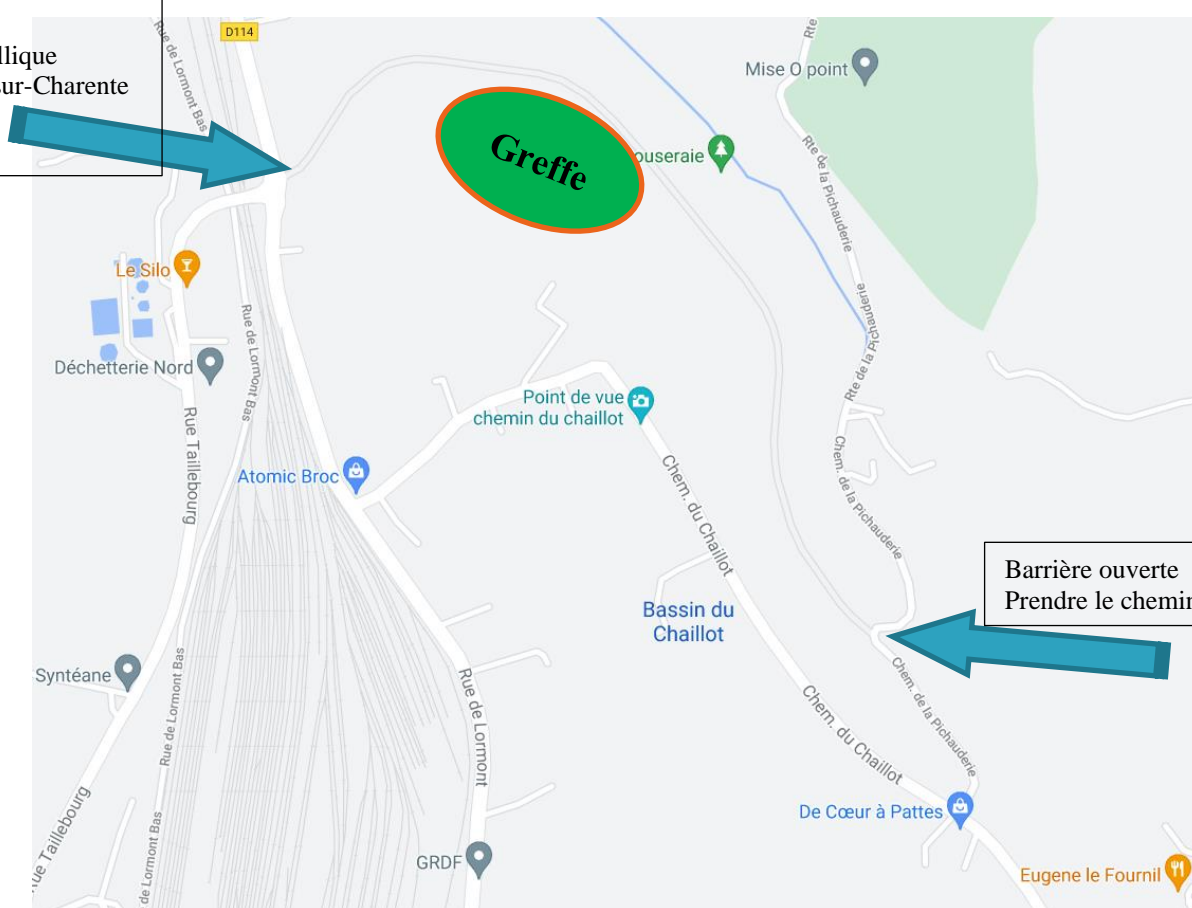 D114
Rue de Lormont Bas
sur-Charente
Mise O point
Rte
Rte de la Pichauderie
Greffe
Le Silo
Rue de Lormont Bas
Déchetterie Nord
Rte de la Pichauderie
Point de vue
chemin du chaillot
Rue Taillebourg
Atomic Broc
Chem. du Chaillot
Chem. de la Pichauderie
Barrière ouverte
Prendre le chemin
Bassin du
Chaillot
Syntéane
Rue de Lormont Bas
Rue de Lormont
Chem. de la Pichauderie
Chem. du Chaillot
De Cœur à Pattes
Rue Taillebourg
de Lormont Bas
GRDF
Eugene le Fournil